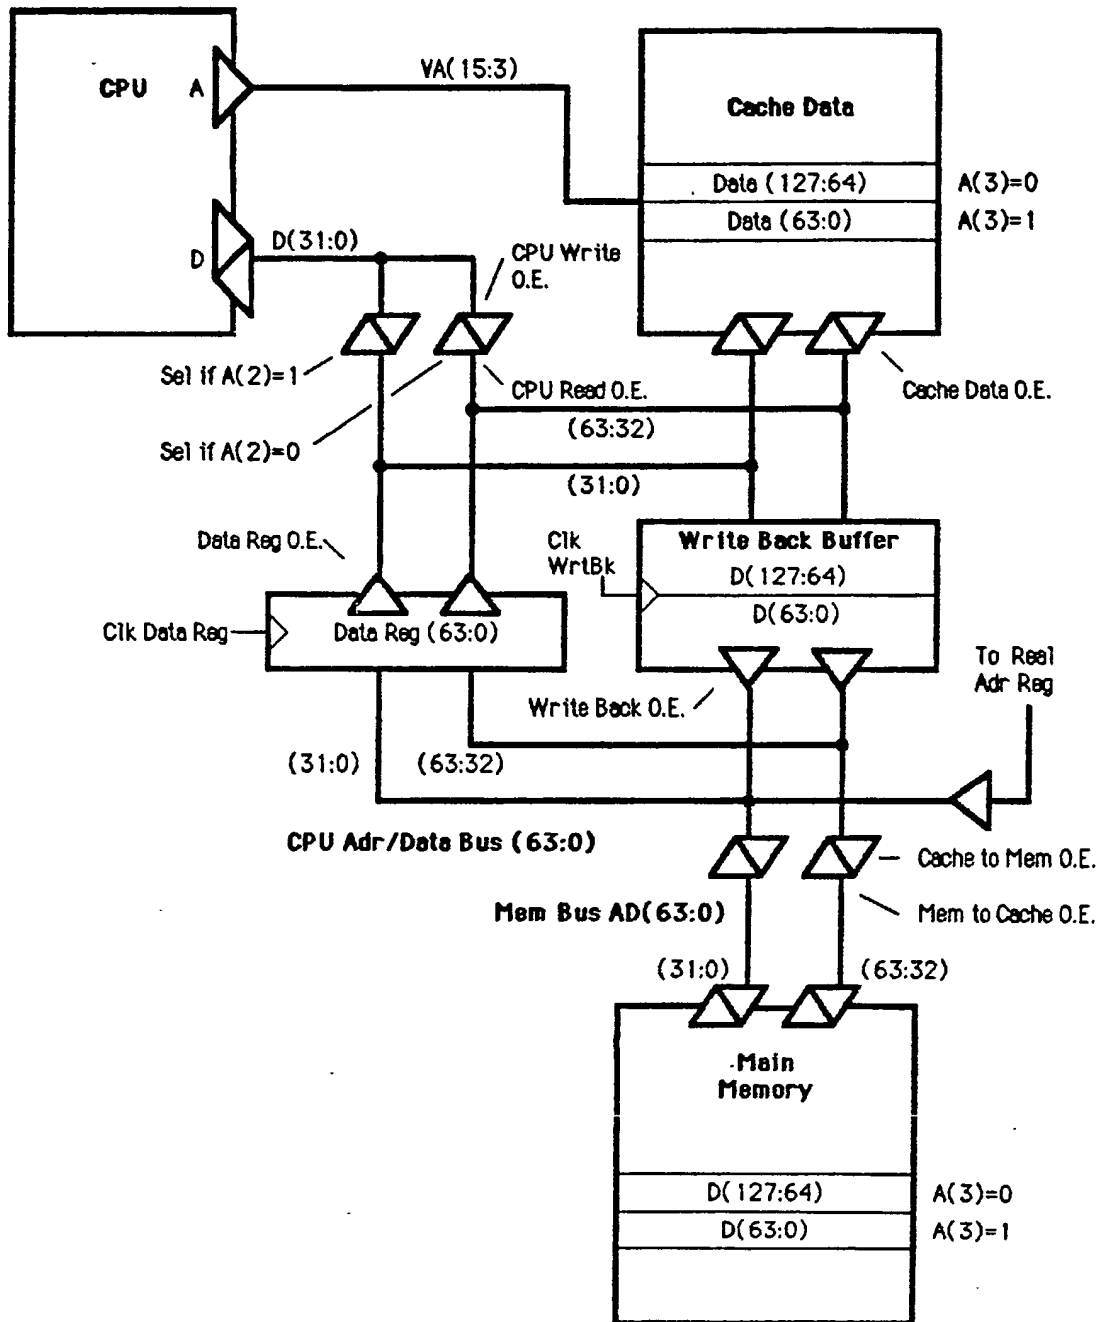 VA(15:3)
CPU
A
Cache Data
Data (127:64)
A(3)=0
Data (63:0)
A(3)=1
D(31:0)
D
CPU Write
O.E.
Sel if A(2)=1
CPU Read O.E.
Cache Data O.E.
(63:32)
Sel if A(2)=0
(31:0)
Data Reg O.E.
Clk
WrtBk
Write Back Buffer
D(127:64)
D(63:0)
Clk Data Reg
Data Reg (63:0)
To Real
Adr Reg
Write Back O.E.
(31:0)
(63:32)
CPU Adr/Data Bus (63:0)
Cache to Mem O.E.
Mem Bus AD(63:0)
Mem to Cache O.E.
(31:0)
(63:32)
Main
Memory
D(127:64)
A(3)=0
D(63:0)
A(3)=1